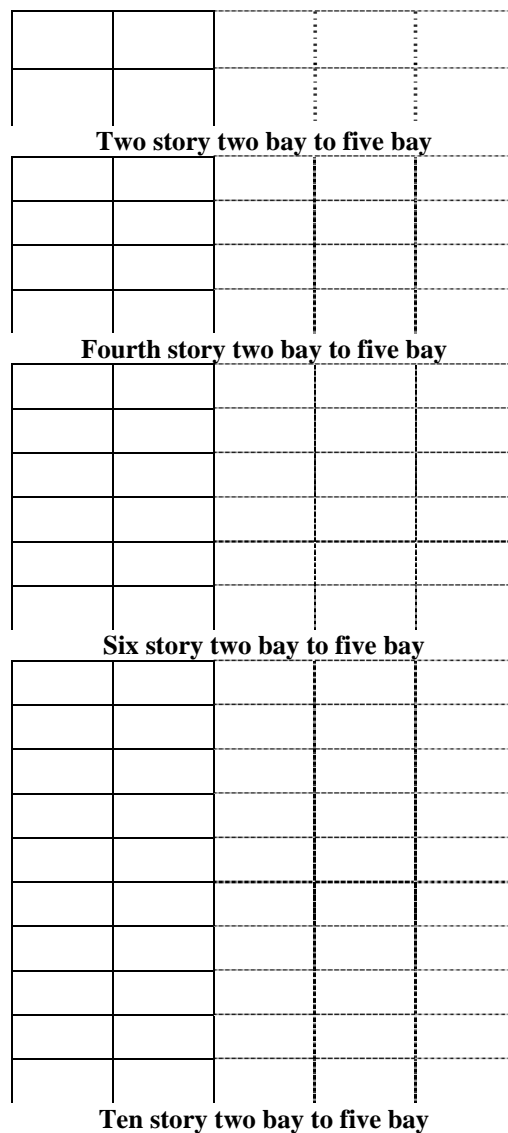 Two story two bay to five bay
Fourth story two bay to five bay
Six story two bay to five bay
Ten story two bay to five bay